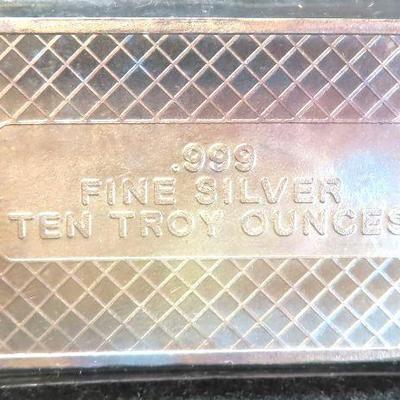 .999
FINE SILVER
TEN TROY OUNCES